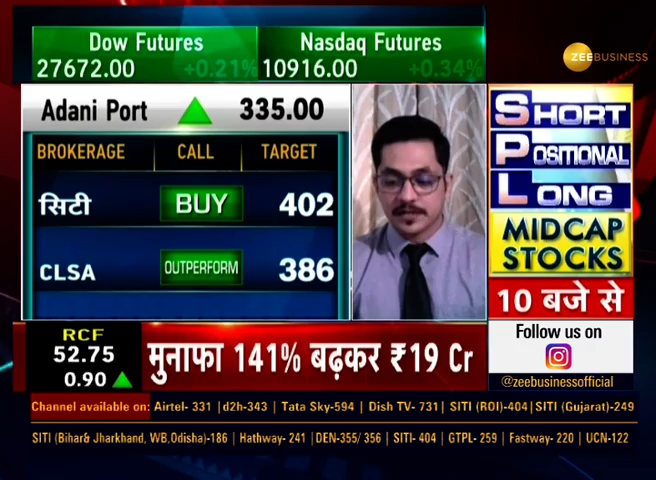 Dow Futures
27672.00 +0.21%
Nasdaq Futures
10916.00 +0.34%
ZEE BUSINESS
Adani Port ▲ 335.00
BROKERAGE | CALL | TARGET
सिटी BUY 402
CLSA OUTPERFORM 386
SHORT
POSITIONAL
LONG
MIDCAP
STOCKS
10 बजे से
RCF
52.75
0.90 ▲
मुनाफा 141% बढ़कर ₹19 Cr
Follow us on
@zeebusinessofficial
Channel available on: Airtel- 331 |d2h-343 | Tata Sky-594 | Dish TV- 731| SITI (ROI)-404|SITI (Gujarat)-249
SITI (Bihar& Jharkhand, WB,Odisha)-186 | Hathway- 241 |DEN-355/ 356 | SITI- 404 | GTPL- 259 | Fastway- 220 | UCN-122